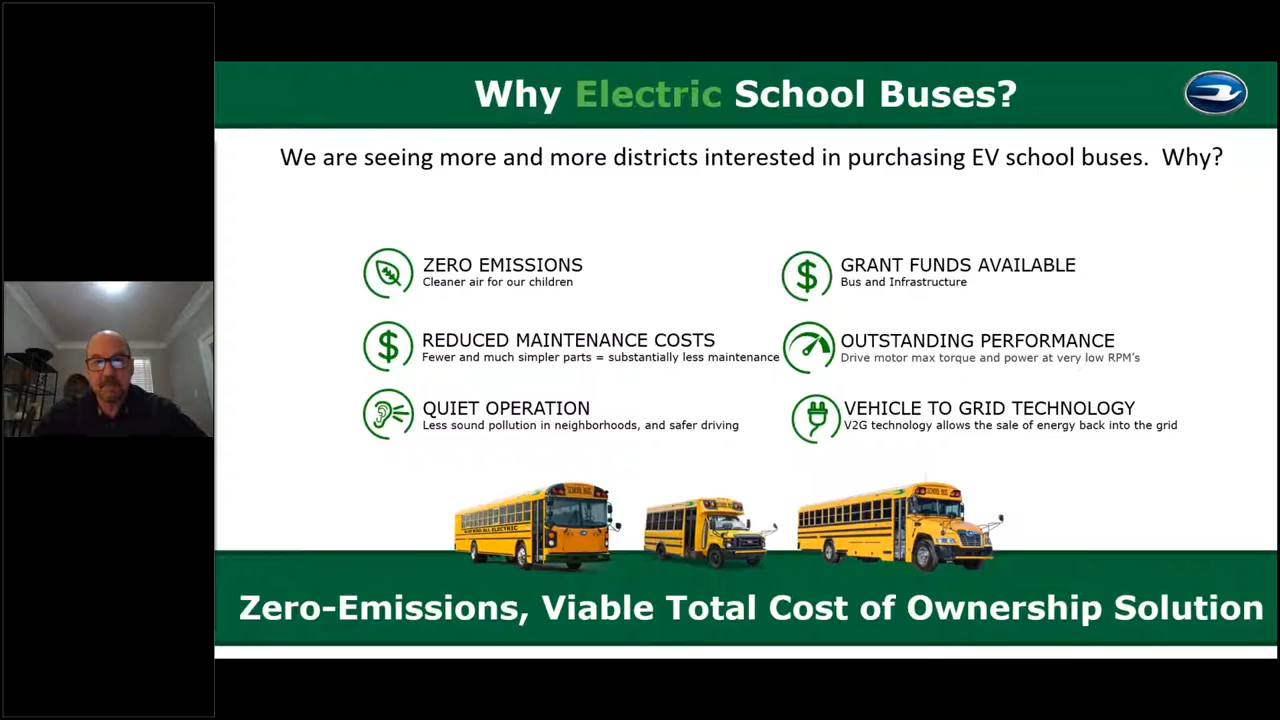 Why Electric School Buses?
We are seeing more and more districts interested in purchasing EV school buses.  Why?
ZERO EMISSIONS
Cleaner air for our children
GRANT FUNDS AVAILABLE
Bus and Infrastructure
REDUCED MAINTENANCE COSTS
Fewer and much simpler parts = substantially less maintenance
OUTSTANDING PERFORMANCE
Drive motor max torque and power at very low RPM's
QUIET OPERATION
Less sound pollution in neighborhoods, and safer driving
VEHICLE TO GRID TECHNOLOGY
V2G technology allows the sale of energy back into the grid
SCHOOL BUS
SCHOOL BUS
Zero-Emissions, Viable Total Cost of Ownership Solution